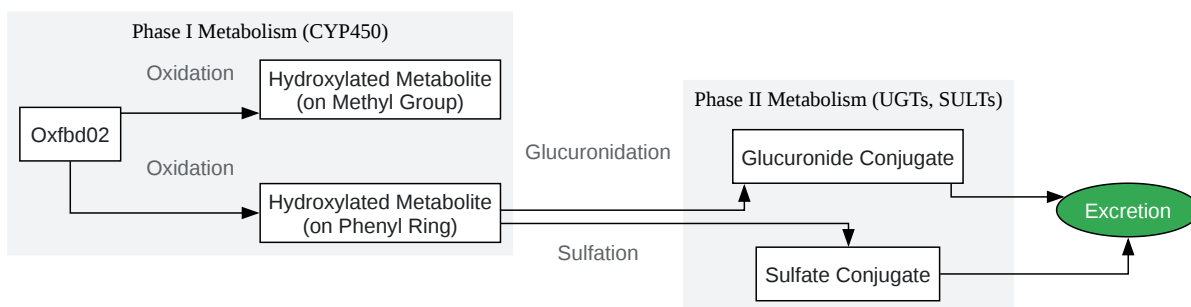 Phase I Metabolism (CYP450)
Oxidation
Hydroxylated Metabolite
(on Methyl Group)
Oxfbd02
Oxidation
Hydroxylated Metabolite
(on Phenyl Ring)
Glucuronidation
Sulfation
Phase II Metabolism (UGTs, SULTs)
Glucuronide Conjugate
Sulfate Conjugate
Excretion